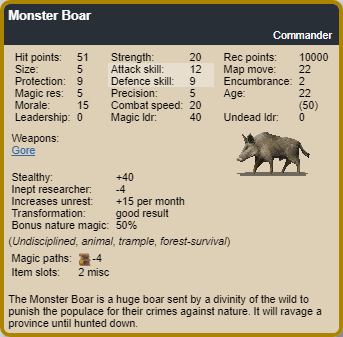 Monster Boar
Commander
Hit points: 51 Strength: 20 Rec points: 10000
Size: 5 Attack skill: 12 Map move: 22
Protection: 9 Defence skill: 9 Encumbrance: 2
Magic res: 5 Precision: 5 Age: 22
Morale: 15 Combat speed: 20 (50)
Leadership: 0 Magic ldr: 40 Undead ldr: 0
Weapons:
Gore
Stealthy: +40
Inept researcher: -4
Increases unrest: +15 per month
Transformation: good result
Bonus nature magic: 50%
(Undisciplined, animal, trample, forest-survival)
Magic paths: -4
Item slots: 2 misc
The Monster Boar is a huge boar sent by a divinity of the wild to
punish the populace for their crimes against nature. It will ravage a
province until hunted down.